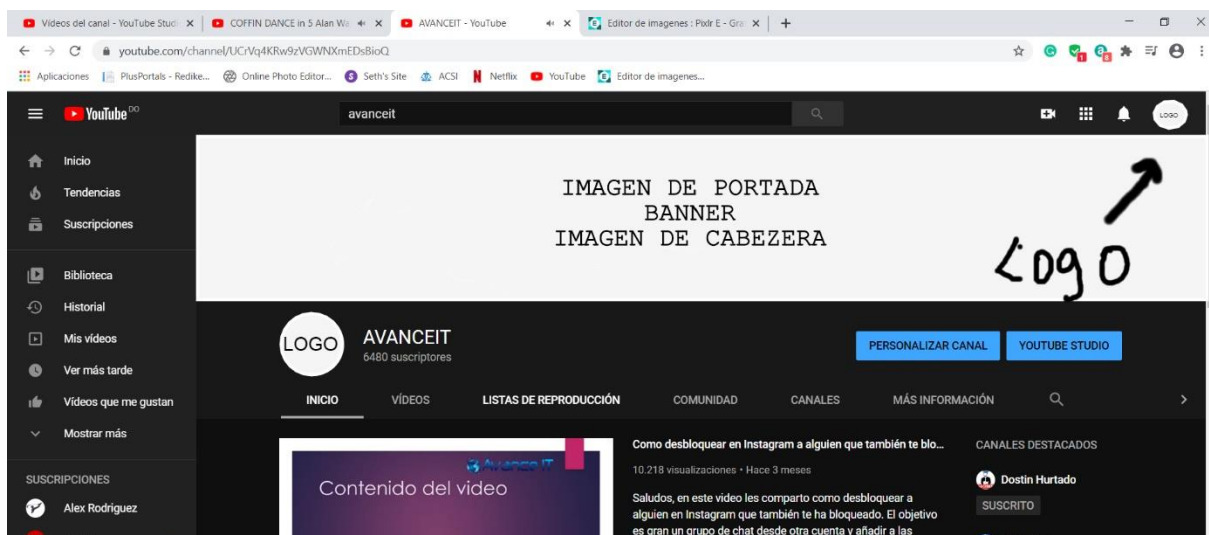 Vídeos del canal - YouTube Studi
COFFIN DANCE in 5 Alan Wa
AVANCEIT - YouTube
Editor de imagenes : Pixlr E - Gra
youtube.com/channel/UCrVq4KRw9zVGWNXmEDsBioQ
Aplicaciones
PlusPortals - Redike...
Online Photo Editor...
Seth's Site
ACSI
Netflix
YouTube
Editor de imagenes...
YouTube DO
avanceit
LOGO
Inicio
Tendencias
Suscripciones
Biblioteca
Historial
Mis vídeos
Ver más tarde
Vídeos que me gustan
Mostrar más
SUSCRIPCIONES
Alex Rodriguez
IMAGEN DE PORTADA
BANNER
IMAGEN DE CABEZERA
Logo
LOGO
AVANCEIT
6480 suscriptores
PERSONALIZAR CANAL
YOUTUBE STUDIO
INICIO
VÍDEOS
LISTAS DE REPRODUCCIÓN
COMUNIDAD
CANALES
MÁS INFORMACIÓN
Avance IT
Contenido del video
Como desbloquear en Instagram a alguien que también te blo...
10.218 visualizaciones • Hace 3 meses
Saludos, en este video les comparto como desbloquear a
alguien en Instagram que también te ha bloqueado. El objetivo
es gran un grupo de chat desde otra cuenta y añadir a las
CANALES DESTACADOS
Dostin Hurtado
SUSCRITO